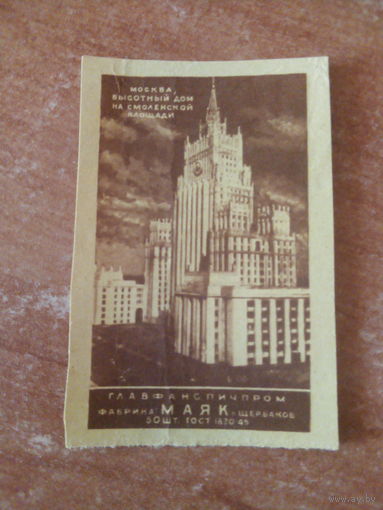 МОСКВА,
ВЫСОТНЫЙ ДОМ
НА СМОЛЕНСКОЙ
ПЛОЩАДИ
ГЛАВФАНСПИЧПРОМ
ФАБРИКА МАЯК г. ЩЕРБАКОВ
50 ШТ. ГОСТ 1820-45
www.ay.by